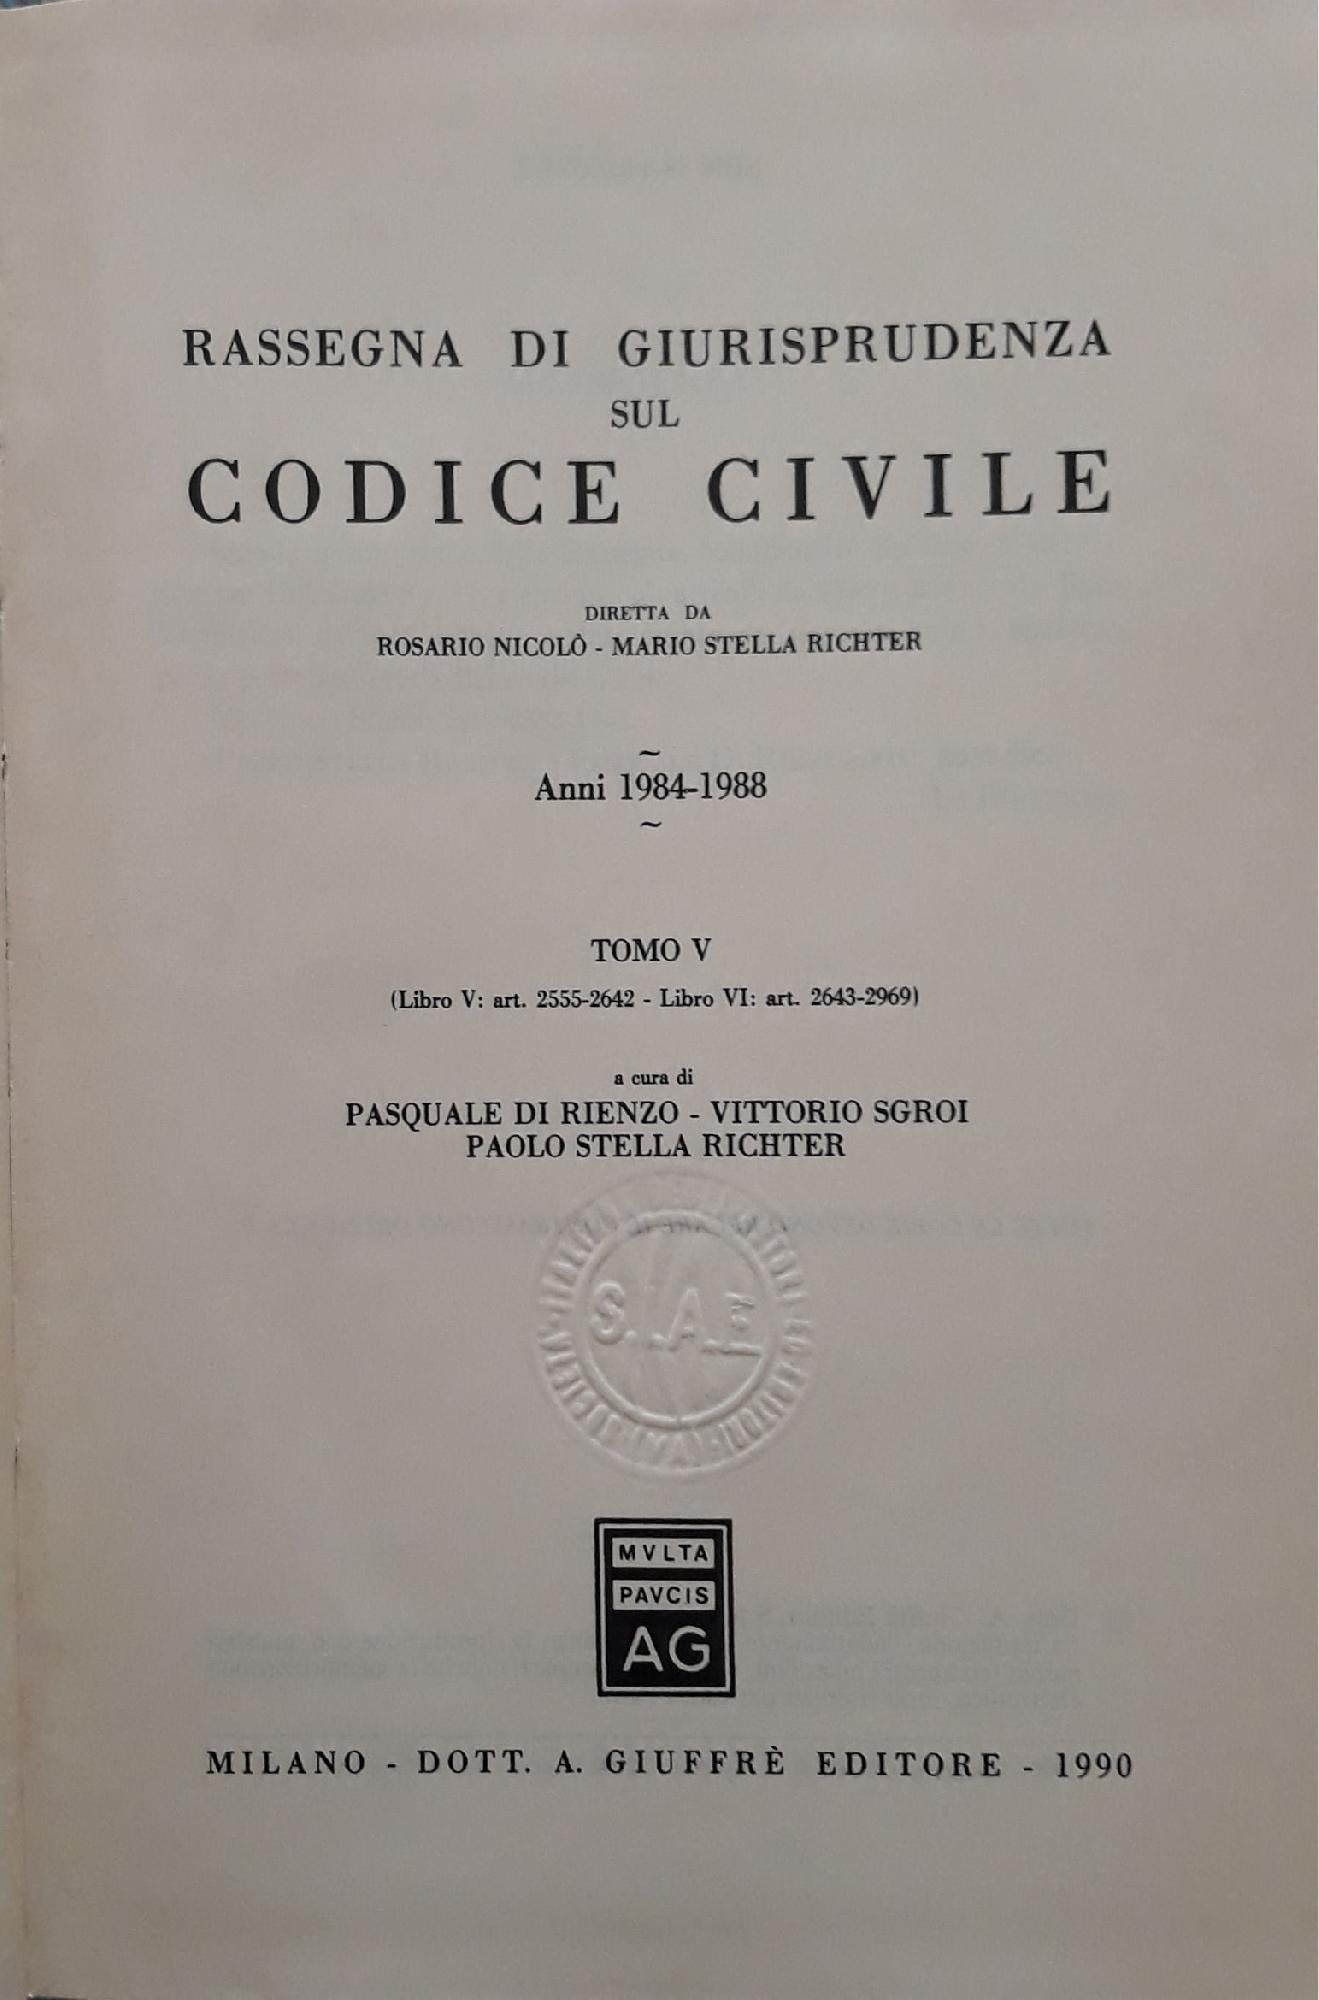 RASSEGNA DI GIURISPRUDENZA
SUL
CODICE CIVILE
DIRETTA DA
ROSARIO NICOLÒ - MARIO STELLA RICHTER
~
Anni 1984-1988
~
TOMO V
(Libro V: art. 2555-2642 - Libro VI: art. 2643-2969)
a cura di
PASQUALE DI RIENZO - VITTORIO SGROI
PAOLO STELLA RICHTER
S.I.A.E
MVLTA
PAVCIS
AG
MILANO - DOTT. A. GIUFFRÈ EDITORE - 1990